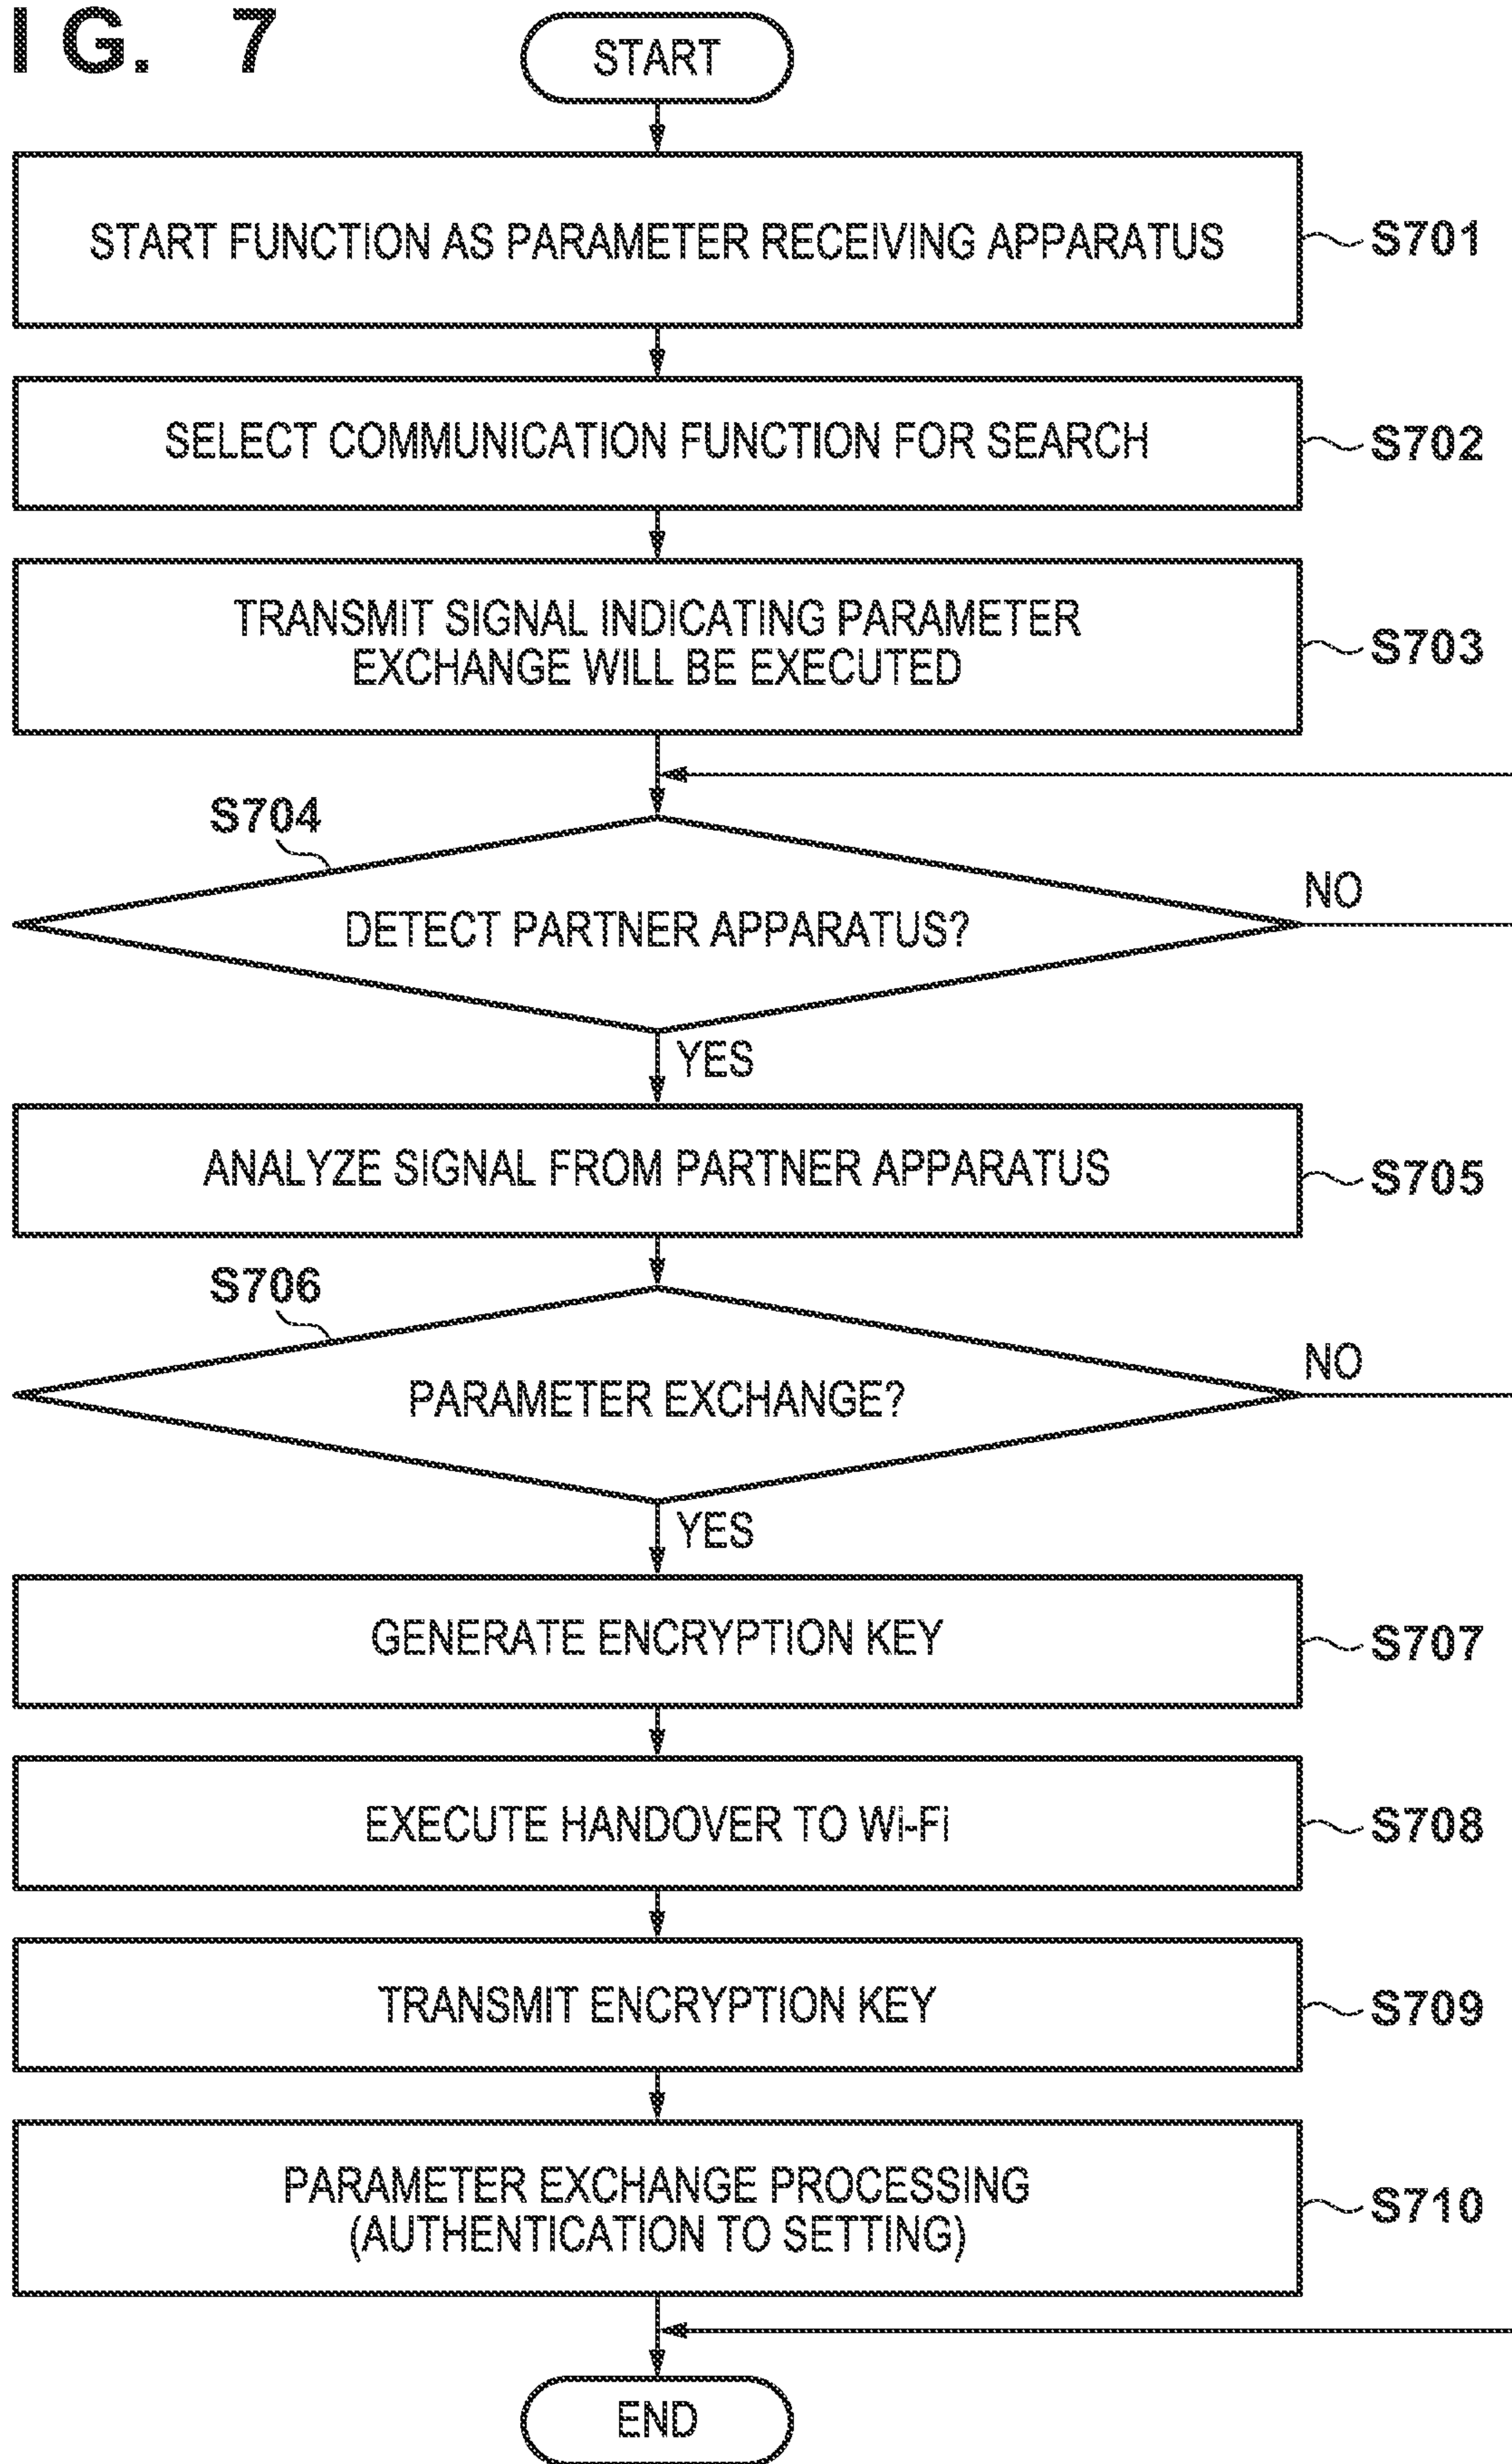 I G. 7
START
START FUNCTION AS PARAMETER RECEIVING APPARATUS
S701
SELECT COMMUNICATION FUNCTION FOR SEARCH
S702
TRANSMIT SIGNAL INDICATING PARAMETER
EXCHANGE WILL BE EXECUTED
S703
S704
NO
DETECT PARTNER APPARATUS?
YES
ANALYZE SIGNAL FROM PARTNER APPARATUS
S705
S706
NO
PARAMETER EXCHANGE?
YES
GENERATE ENCRYPTION KEY
S707
EXECUTE HANDOVER TO Wi-Fi
S708
TRANSMIT ENCRYPTION KEY
S709
PARAMETER EXCHANGE PROCESSING
(AUTHENTICATION TO SETTING)
S710
END